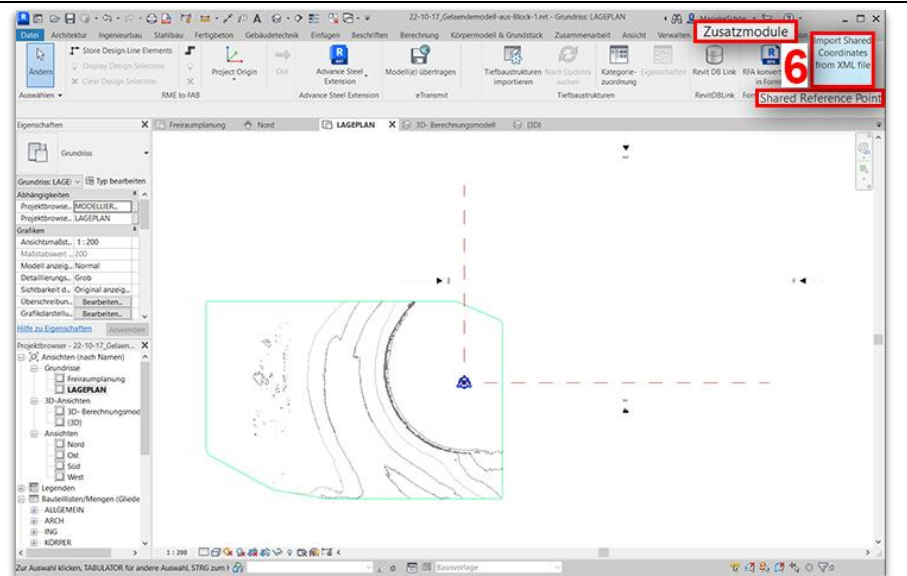 22-10-17_Gelaendemodell-aus-Block-1.rvt - Grundriss: LAGEPLAN
Datei Architektur Ingenieurbau Stahlbau Fertigbeton Gebäudetechnik Einfügen Beschriften Berechnung Körpermodell & Grundstück Zusammenarbeit Ansicht Verwalten Zusatzmodule
Ändern
Store Design Line Elements
Display Design Selection
Clear Design Selection
Project Origin
Out
Advance Steel
Extension
Modell(e) übertragen
Tiefbaustrukturen
importieren
Nach Updates
suchen
Kategorie-
zuordnung
Eigenschaften
Revit DB Link
RFA konvert
in Form
6
Import Shared
Coordinates
from XML file
Auswählen RME to FAB Advance Steel Extension eTransmit Tiefbaustrukturen RevitDBLink For Shared Reference Point
Eigenschaften X
Freiraumplanung Nord LAGEPLAN X 3D- Berechnungsmodell {3D}
Grundriss
Grundriss: LAGE Typ bearbeiten
Abhängigkeiten
Projektbrowse... MODELLIER...
Projektbrowse... LAGEPLAN
Grafiken
Ansichtsmaßst... 1 : 200
Maßstabswert ... 200
Modell anzeig... Normal
Detaillierungs... Grob
Sichtbarkeit d... Original anzeig...
Überschreibun... Bearbeiten...
Grafikdarstellu... Bearbeiten...
Hilfe zu Eigenschaften Anwenden
Projektbrowser - 22-10-17_Gelaen... X
Ansichten (nach Namen)
Grundrisse
Freiraumplanung
LAGEPLAN
3D-Ansichten
3D- Berechnungsmod
{3D}
Ansichten
Nord
Ost
Süd
West
Legenden
Bauteillisten/Mengen (Gliede
ALLGEMEIN
ARCH
ING
KÖRPER
1 : 200
Zur Auswahl klicken, TABULATOR für andere Auswahl, STRG zum H :0 Basisvorlage